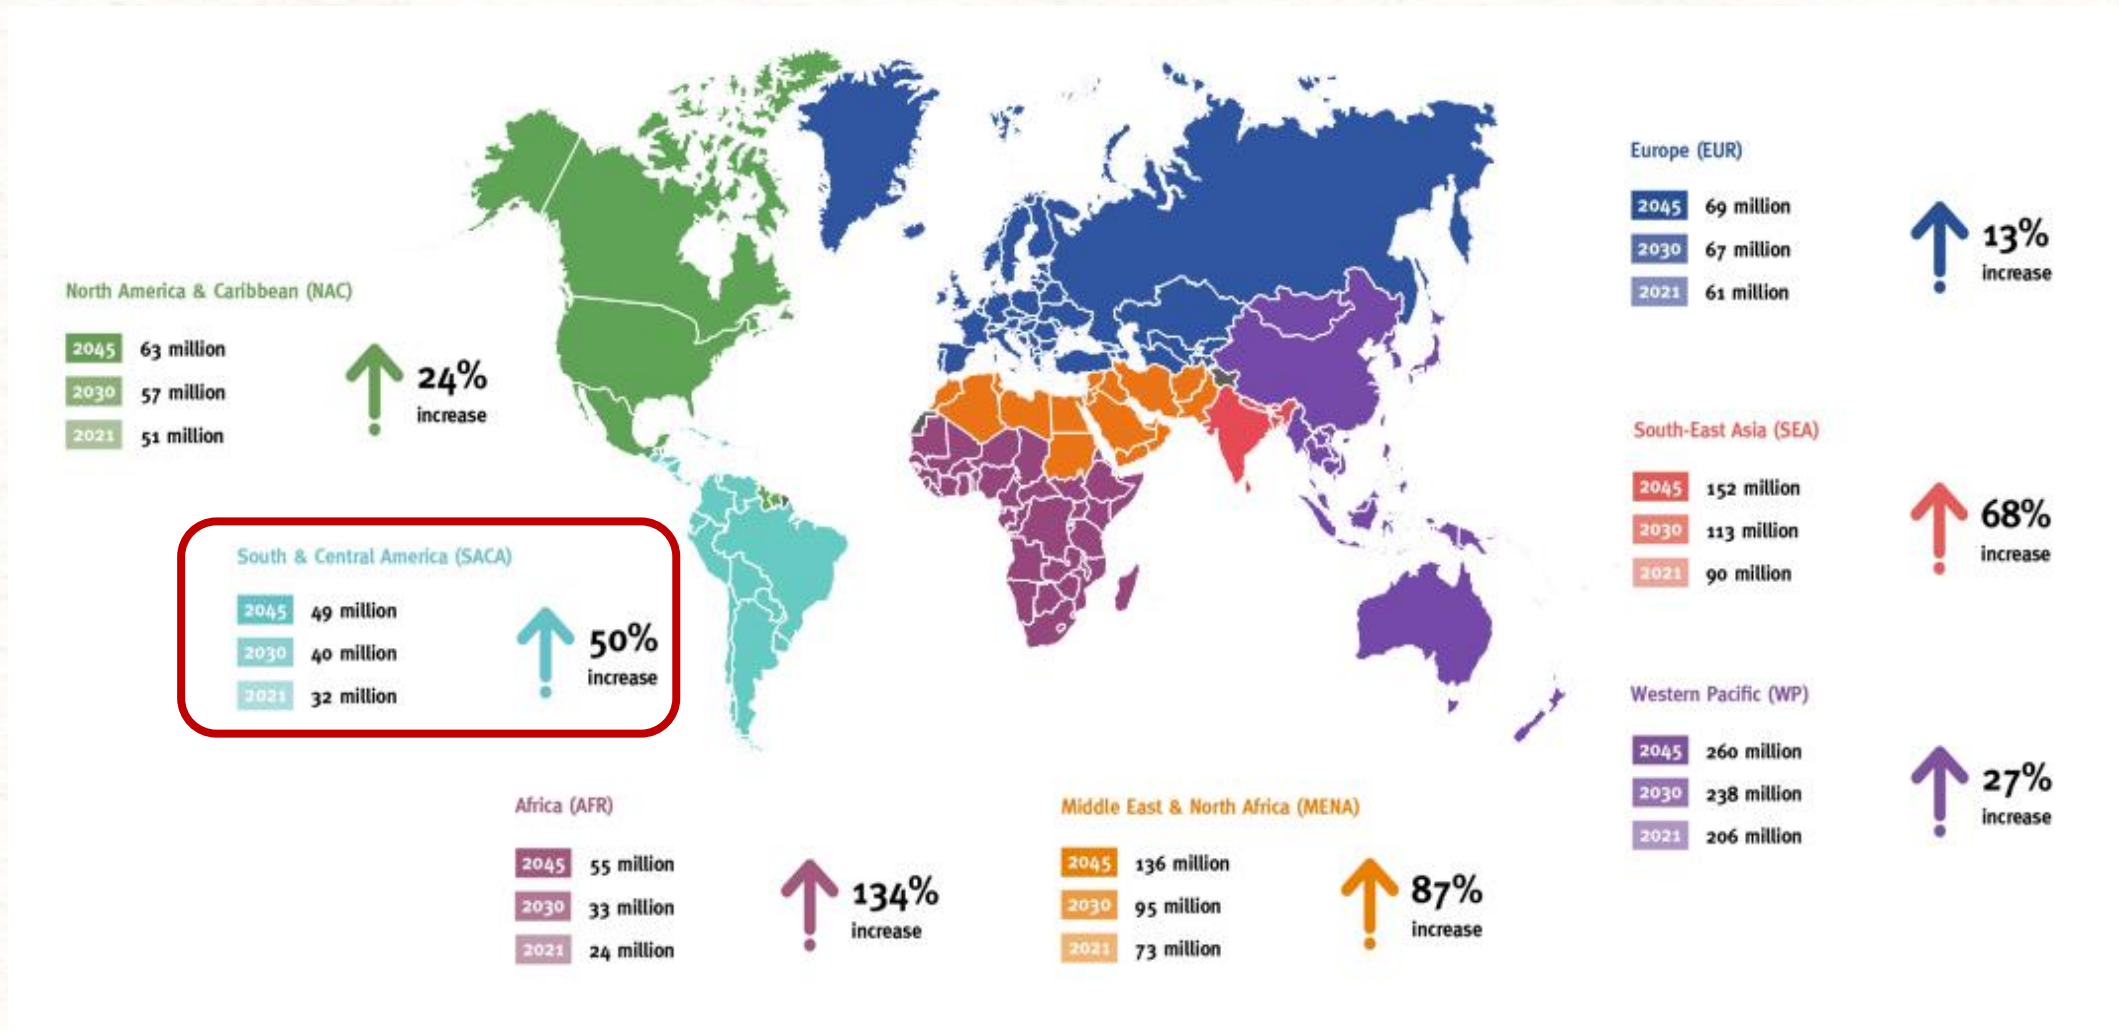 North America & Caribbean (NAC)
2045 63 million
2030 57 million
2021 51 million
24%
increase
South & Central America (SACA)
2045 49 million
2030 40 million
2021 32 million
50%
increase
Africa (AFR)
2045 55 million
2030 33 million
2021 24 million
134%
increase
Middle East & North Africa (MENA)
2045 136 million
2030 95 million
2021 73 million
87%
increase
Europe (EUR)
2045 69 million
2030 67 million
2021 61 million
13%
increase
South-East Asia (SEA)
2045 152 million
2030 113 million
2021 90 million
68%
increase
Western Pacific (WP)
2045 260 million
2030 238 million
2021 206 million
27%
increase